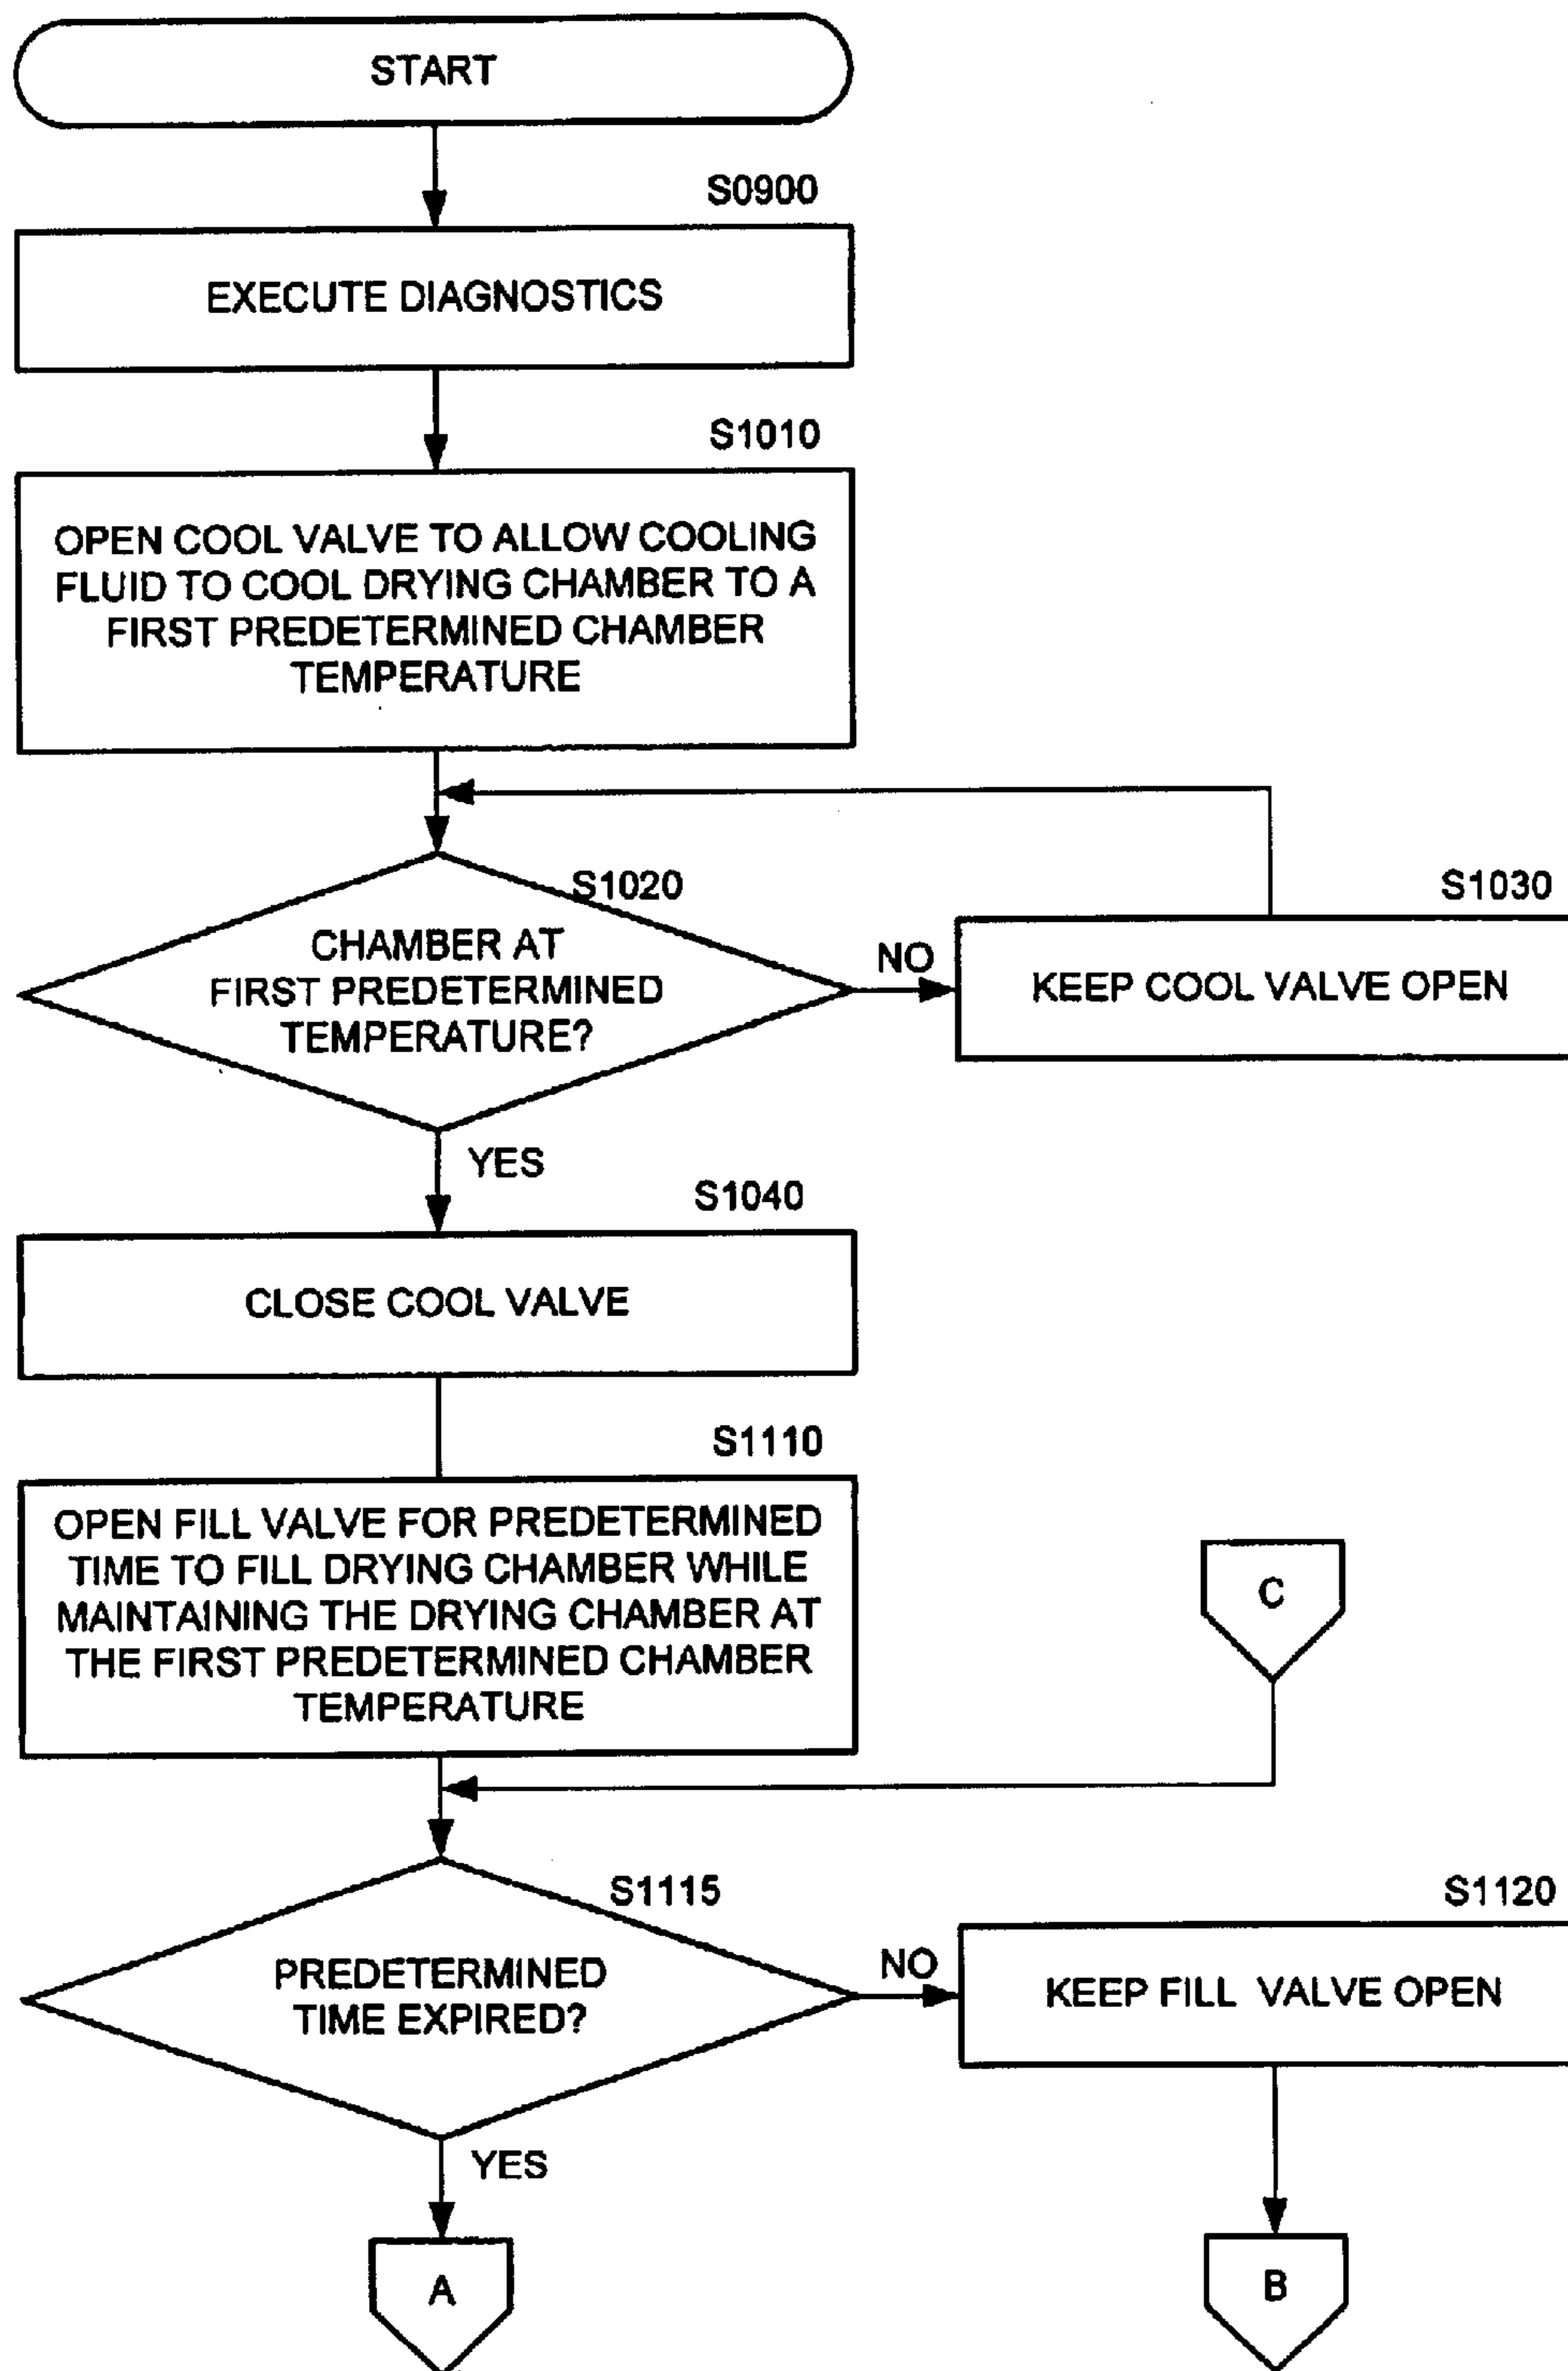 START
S0900
EXECUTE DIAGNOSTICS
S1010
OPEN COOL VALVE TO ALLOW COOLING
FLUID TO COOL DRYING CHAMBER TO A
FIRST PREDETERMINED CHAMBER
TEMPERATURE
S1020
CHAMBER AT
FIRST PREDETERMINED
TEMPERATURE?
NO
S1030
KEEP COOL VALVE OPEN
YES
S1040
CLOSE COOL VALVE
S1110
OPEN FILL VALVE FOR PREDETERMINED
TIME TO FILL DRYING CHAMBER WHILE
MAINTAINING THE DRYING CHAMBER AT
THE FIRST PREDETERMINED CHAMBER
TEMPERATURE
C
S1115
PREDETERMINED
TIME EXPIRED?
NO
S1120
KEEP FILL VALVE OPEN
YES
A
B